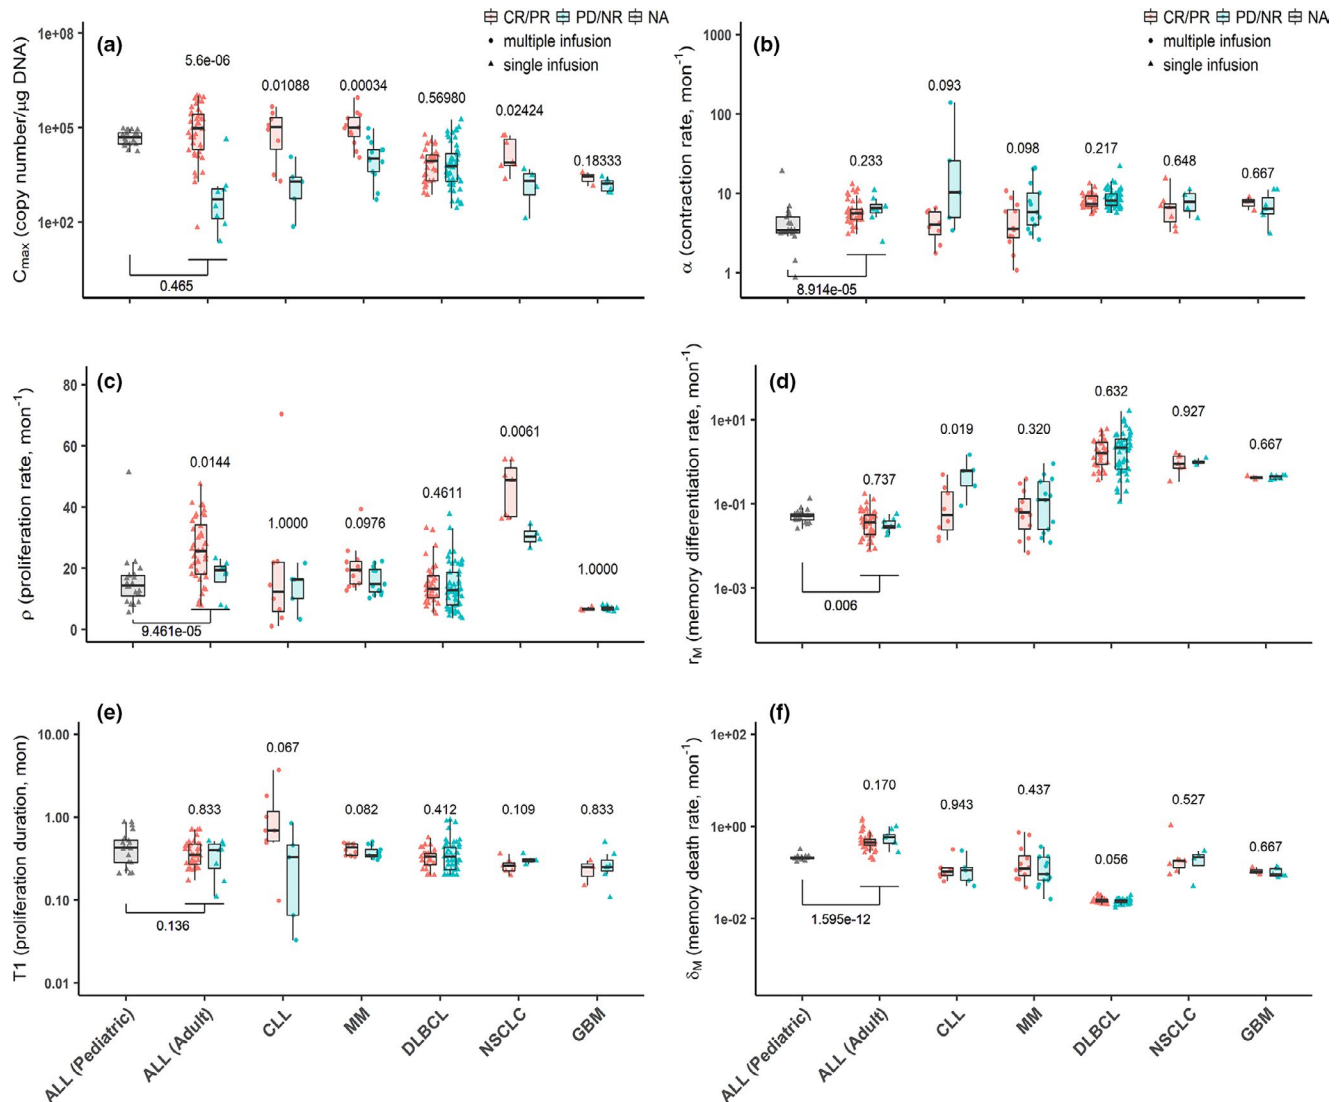 CR/PR PD/NR NA
multiple infusion
single infusion
(a)
Cmax (copy number/μg DNA)
1e+08
1e+05
1e+02
5.6e-06
0.01088
0.00034
0.56980
0.02424
0.18333
0.465
CR/PR PD/NR NA
multiple infusion
single infusion
(b)
α (contraction rate, mon⁻¹)
1000
100
10
1
0.233
0.093
0.098
0.217
0.648
0.667
8.914e-05
(c)
ρ (proliferation rate, mon⁻¹)
80
60
40
20
0
0.0144
1.0000
0.0976
0.4611
0.0061
1.0000
9.461e-05
(d)
rM (memory differentiation rate, mon⁻¹)
1e+01
1e-01
1e-03
0.737
0.019
0.320
0.632
0.927
0.667
0.006
(e)
T1 (proliferation duration, mon)
10.00
1.00
0.10
0.01
0.833
0.067
0.082
0.412
0.109
0.833
0.136
ALL (Pediatric)
ALL (Adult)
CLL
MM
DLBCL
NSCLC
GBM
(f)
δM (memory death rate, mon⁻¹)
1e+02
1e+00
1e-02
0.170
0.943
0.437
0.056
0.527
0.667
1.595e-12
ALL (Pediatric)
ALL (Adult)
CLL
MM
DLBCL
NSCLC
GBM